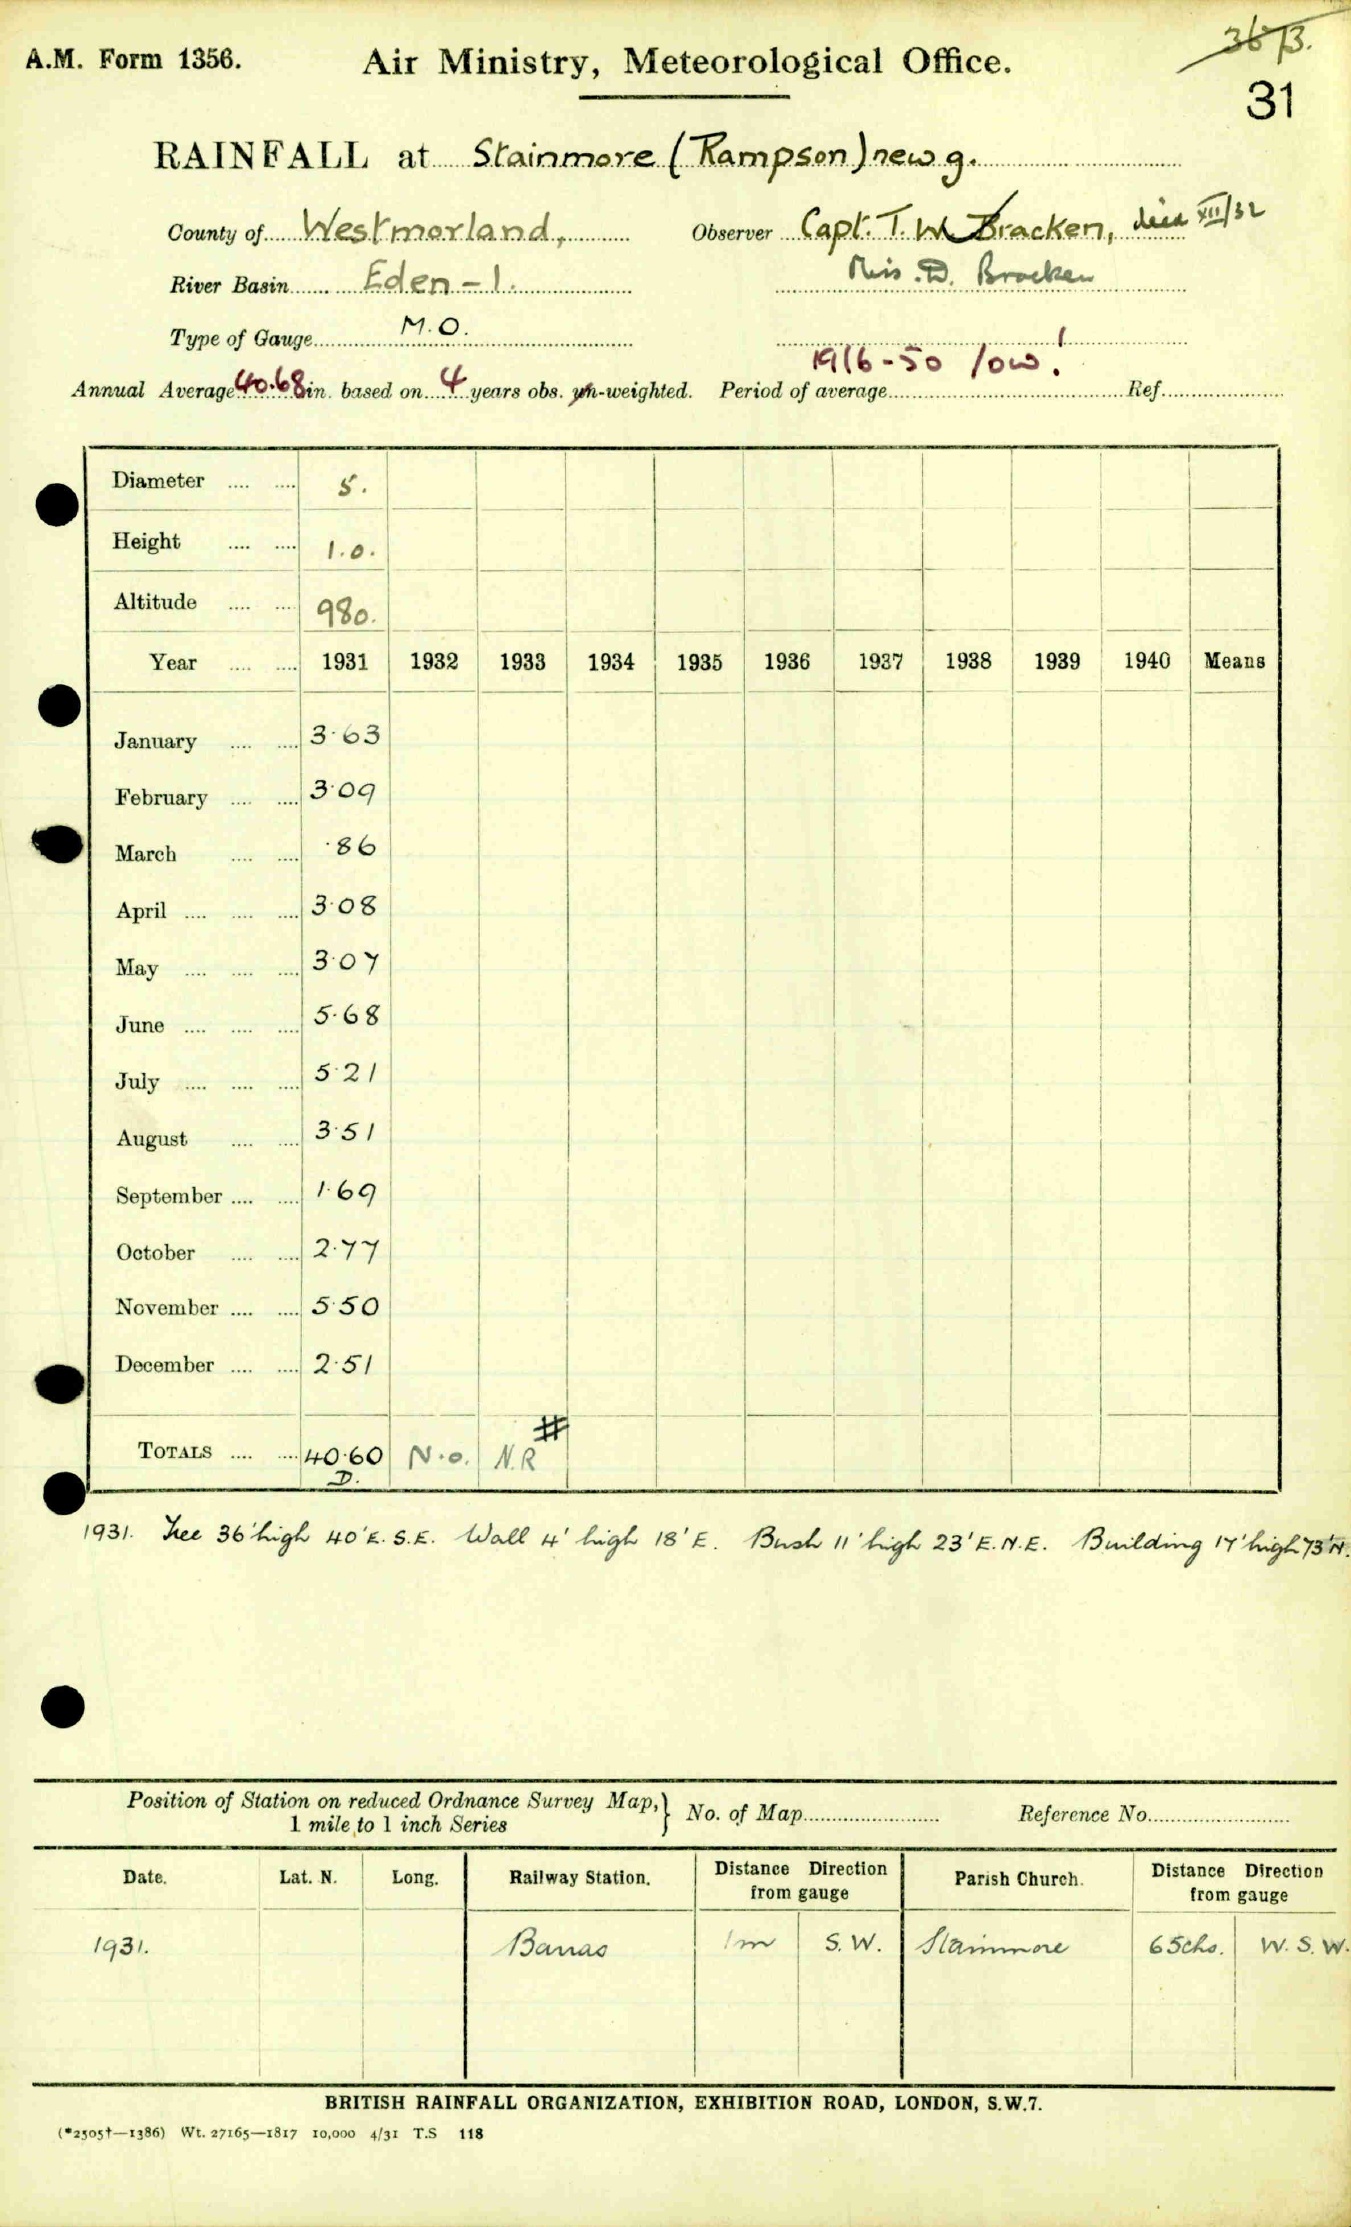 A.M. Form 1356.
Air Ministry, Meteorological Office.
3673.
31
RAINFALL at Stainmore (Rampson) new g.
County of Westmorland,
Observer Capt. T. W. Bracken, died XII/32
River Basin Eden - 1.
Miss. D. Bracken
Type of Gauge M.O.
1916-50 low!
Annual Average 40.68 in. based on 4 years obs. un-weighted. Period of average Ref.
Diameter .... .... 5.
Height .... .... 1.0.
Altitude .... .... 980.
Year .... .... 1931 1932 1933 1934 1935 1936 1937 1938 1939 1940 Means
January .... .... 3.63
February .... .... 3.09
March .... .... .86
April .... .... .... 3.08
May .... .... .... 3.07
June .... .... .... 5.68
July .... .... .... 5.21
August .... .... 3.51
September .... .... 1.69
October .... .... 2.77
November .... .... 5.50
December .... .... 2.51
TOTALS .... .... 40.60 N.o. N.R #
D.
1931. Tree 36' high 40' E.S.E. Wall 4' high 18' E. Bush 11' high 23' E.N.E. Building 17' high 73' N.
Position of Station on reduced Ordnance Survey Map, } No. of Map Reference No.
1 mile to 1 inch Series
Date. Lat. N. Long. Railway Station. Distance Direction from gauge Parish Church. Distance Direction from gauge
1931. Barras 1m S.W. Stainmore 65chs. W.S.W.
BRITISH RAINFALL ORGANIZATION, EXHIBITION ROAD, LONDON, S.W.7.
(*2505†—1386) Wt. 27165—1817 10,000 4/31 T.S 118